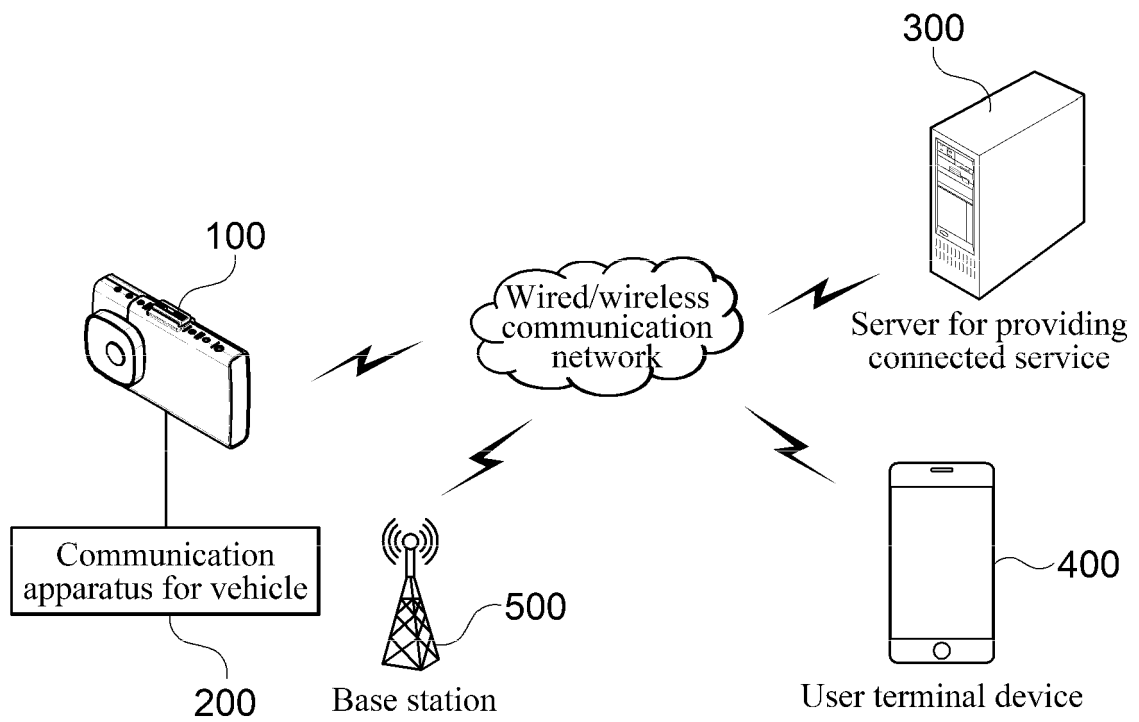 300
100
Wired/wireless
communication
network
Server for providing
connected service
Communication
apparatus for vehicle
200
500
Base station
400
User terminal device